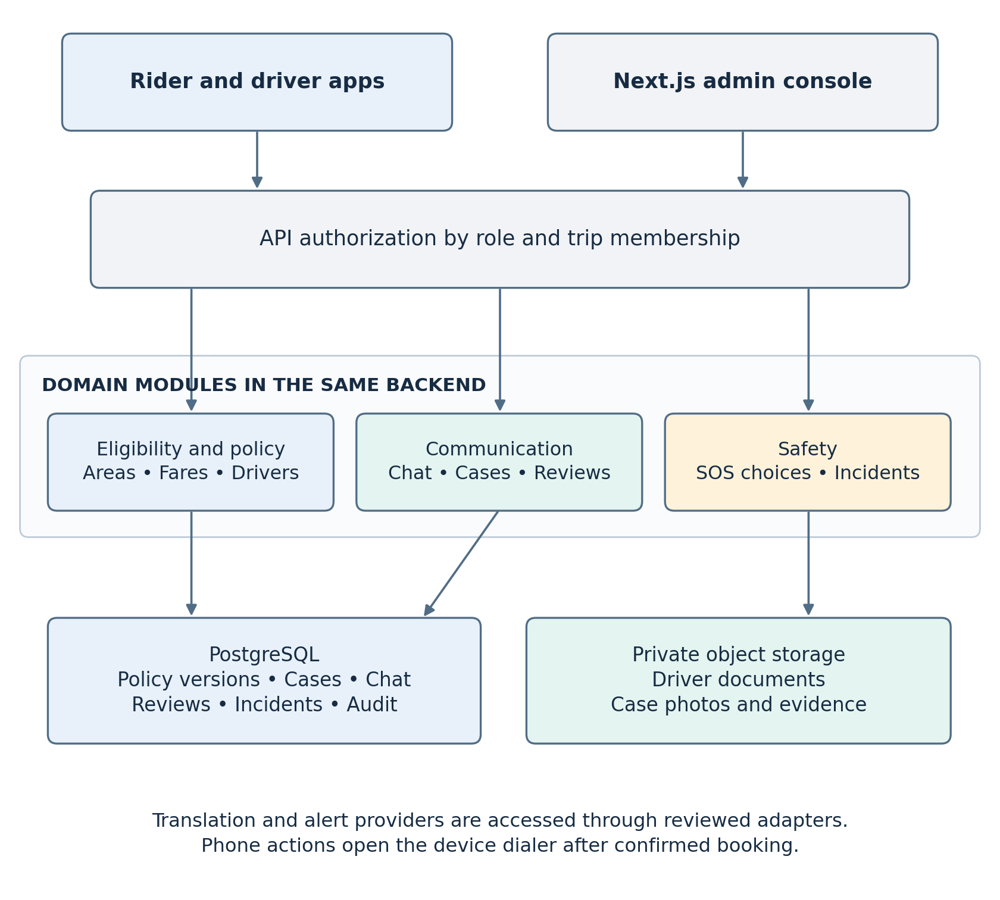 Rider and driver apps
Next.js admin console
API authorization by role and trip membership
DOMAIN MODULES IN THE SAME BACKEND
Eligibility and policy
Areas • Fares • Drivers
Communication
Chat • Cases • Reviews
Safety
SOS choices • Incidents
PostgreSQL
Policy versions • Cases • Chat
Reviews • Incidents • Audit
Private object storage
Driver documents
Case photos and evidence
Translation and alert providers are accessed through reviewed adapters.
Phone actions open the device dialer after confirmed booking.